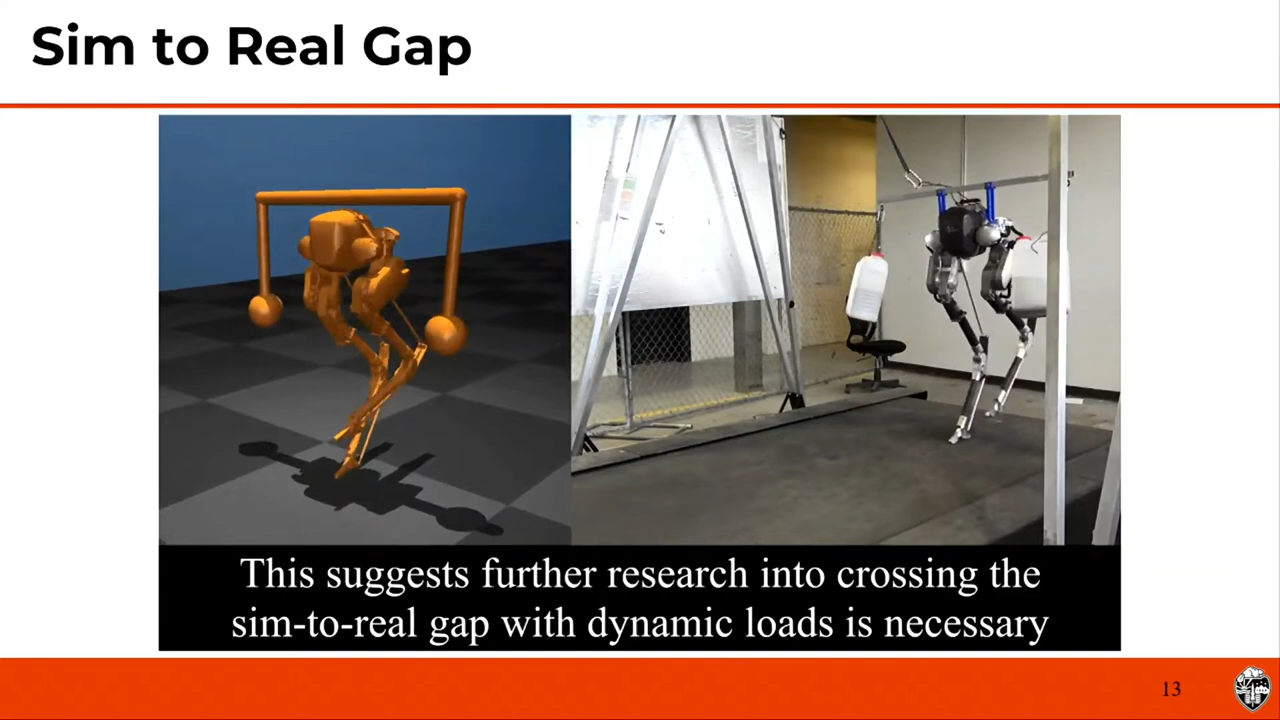 Sim to Real Gap
This suggests further research into crossing the
sim-to-real gap with dynamic loads is necessary
13